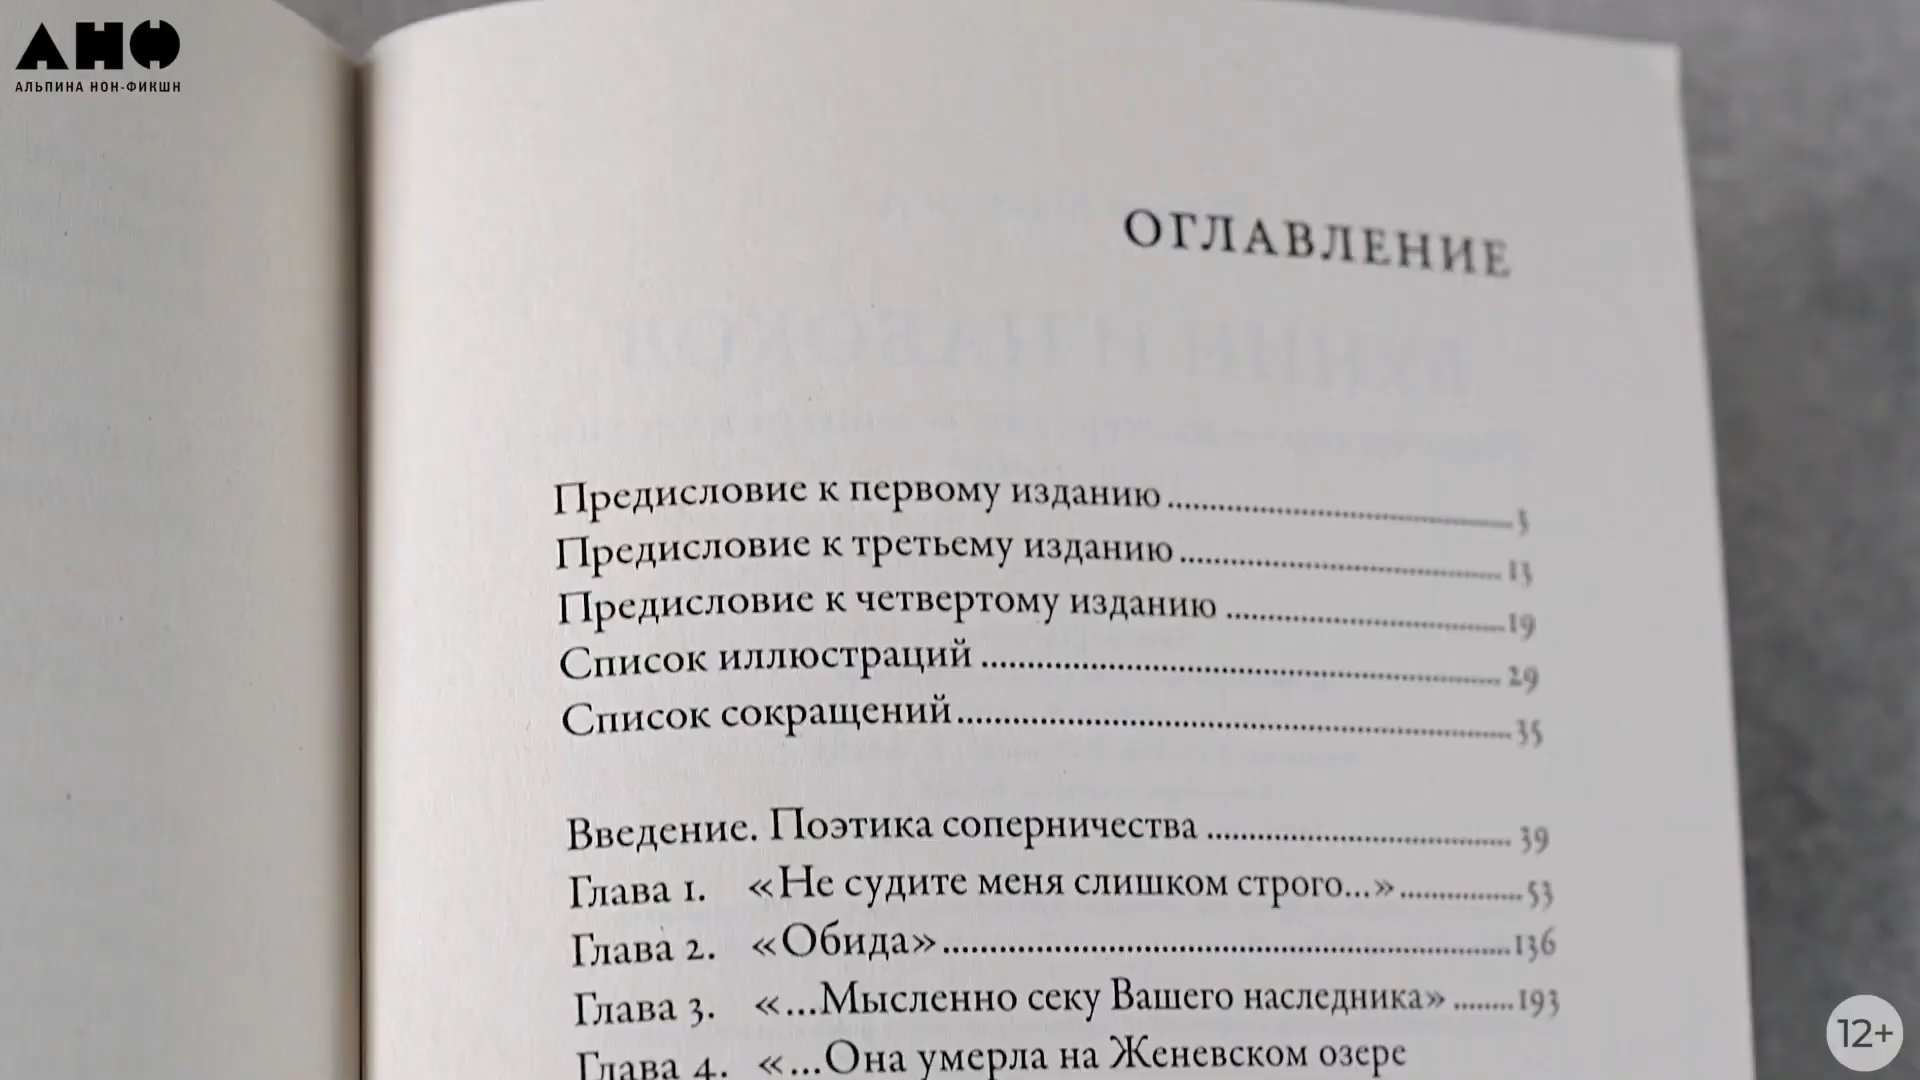 АНФ
АЛЬПИНА НОН-ФИКШН
ОГЛАВЛЕНИЕ
Предисловие к первому изданию 5
Предисловие к третьему изданию 13
Предисловие к четвертому изданию 19
Список иллюстраций 29
Список сокращений 35
Введение. Поэтика соперничества 39
Глава 1. «Не судите меня слишком строго...» 53
Глава 2. «Обида» 136
Глава 3. «...Мысленно секу Вашего наследника» 193
Глава 4. «...Она умерла на Женевском озере
12+